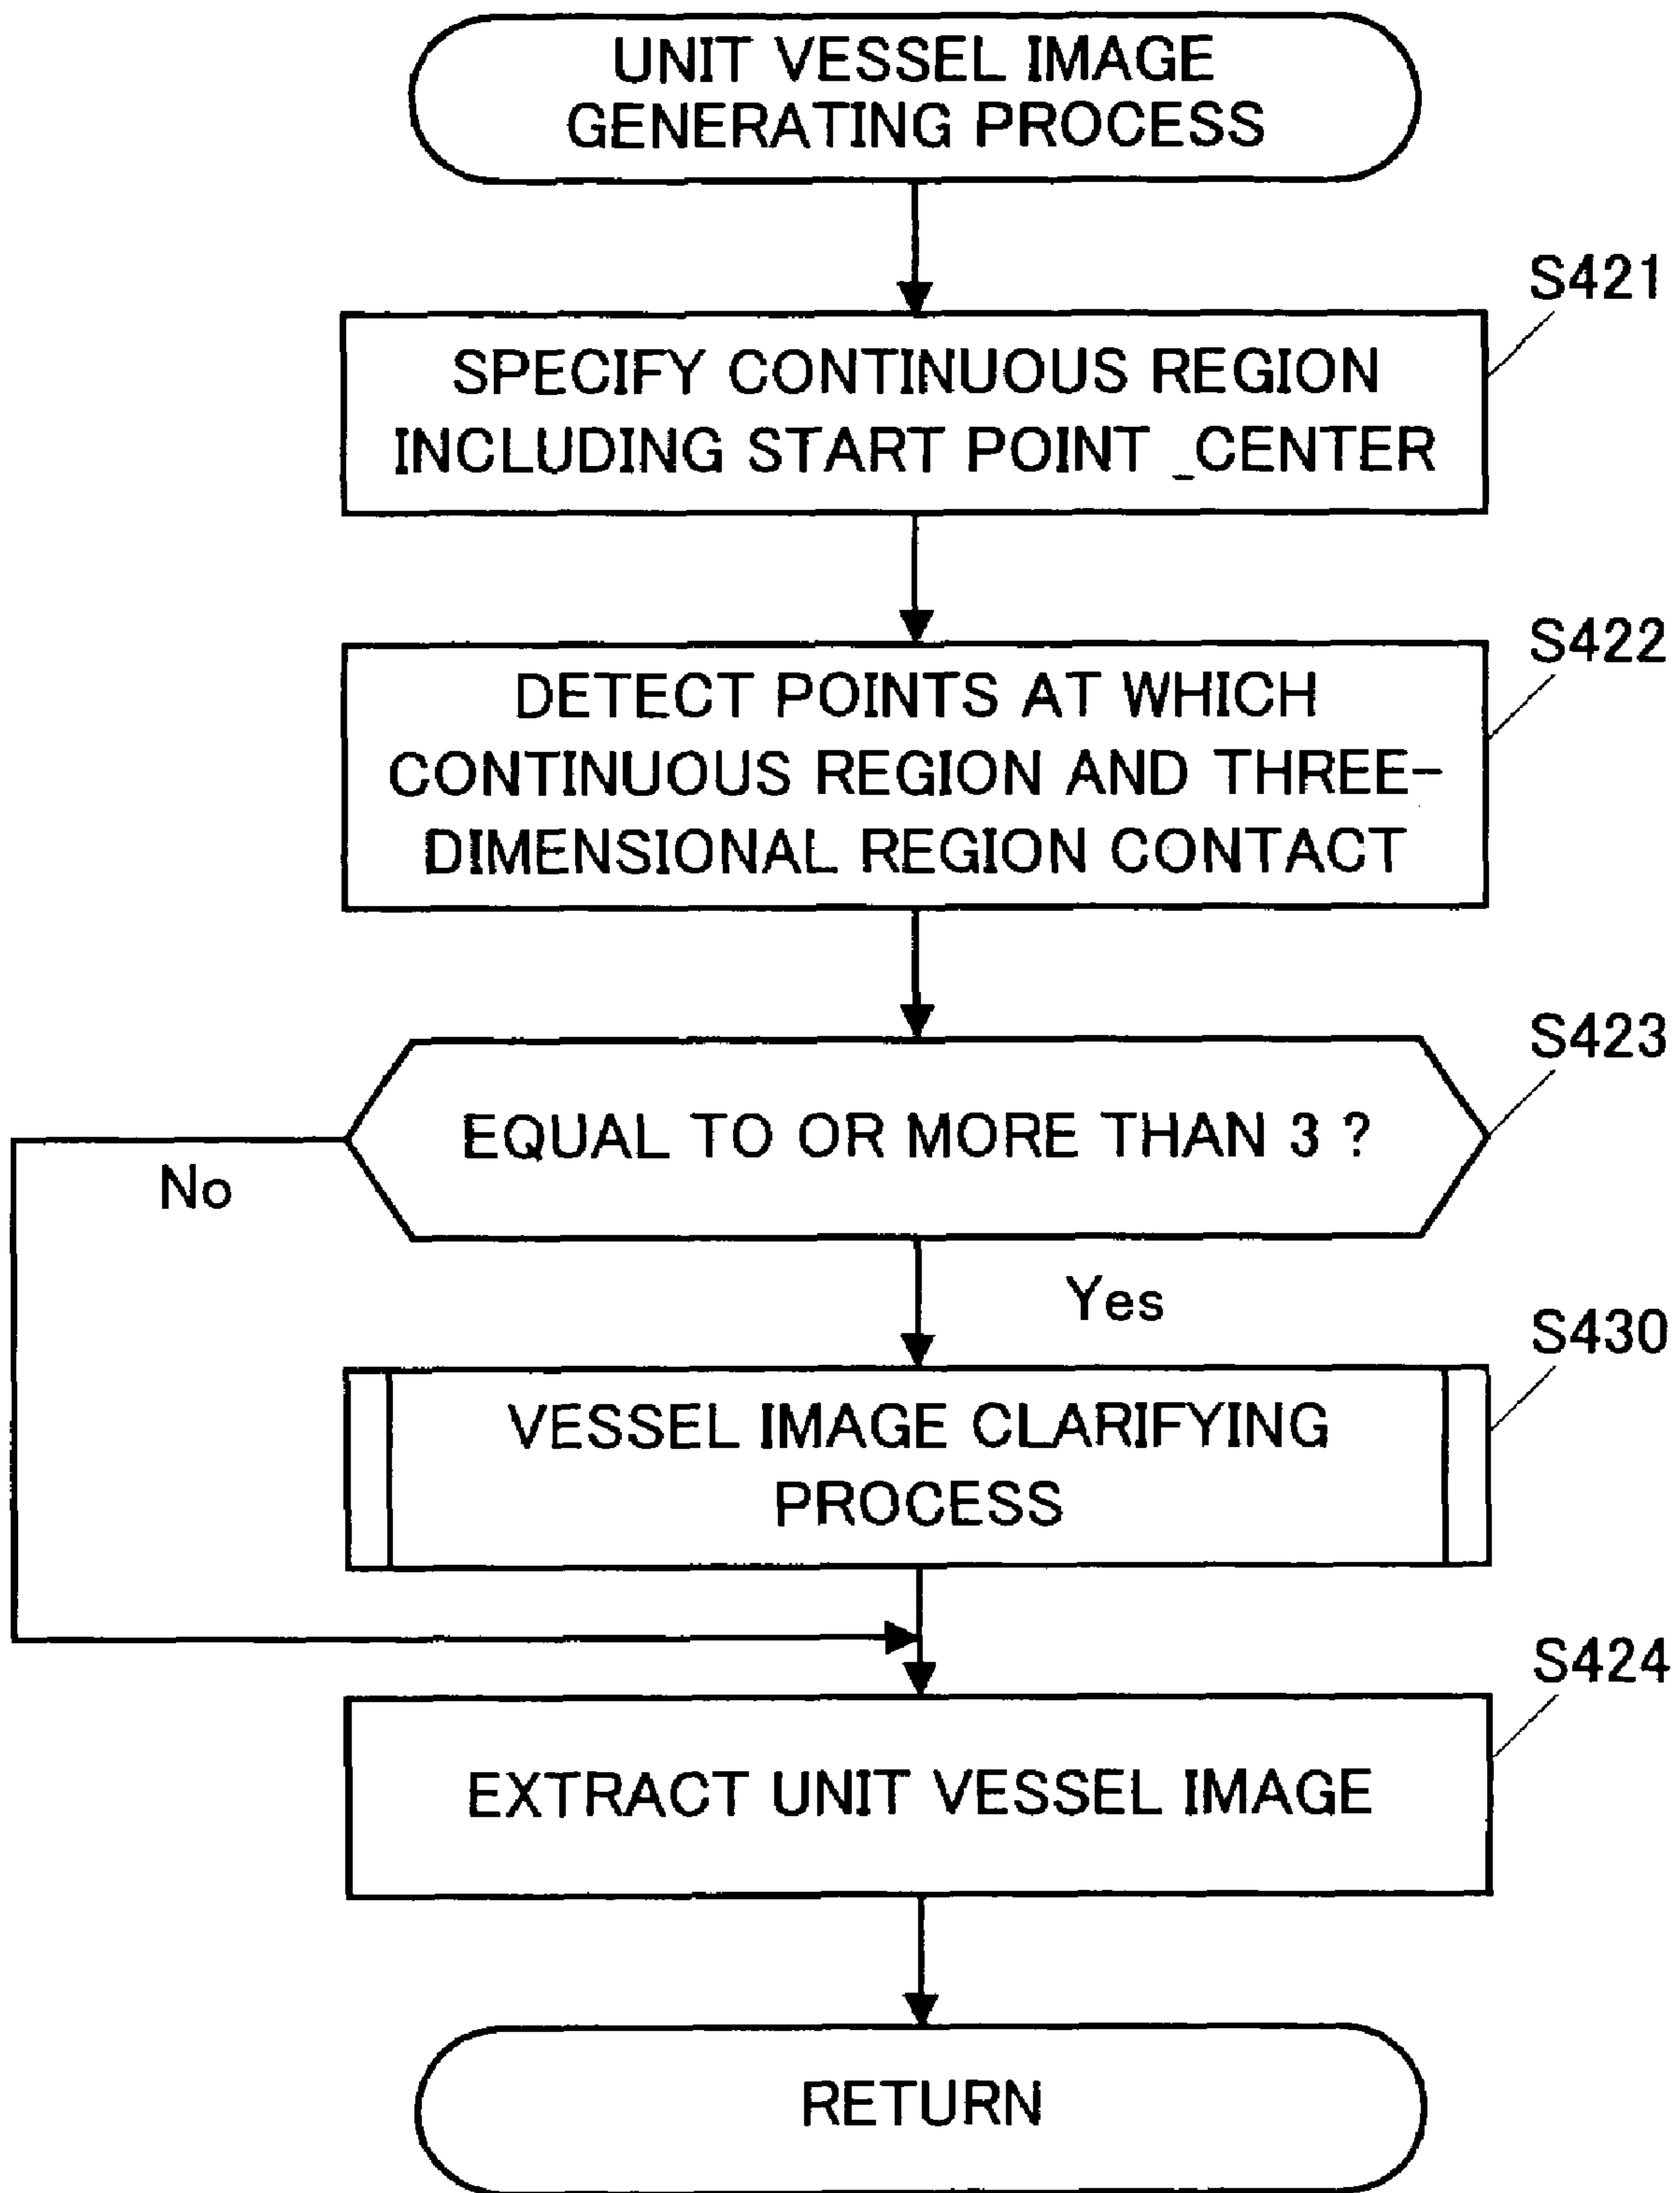 UNIT VESSEL IMAGE
GENERATING PROCESS
S421
SPECIFY CONTINUOUS REGION
INCLUDING START POINT _CENTER
S422
DETECT POINTS AT WHICH
CONTINUOUS REGION AND THREE-
DIMENSIONAL REGION CONTACT
S423
EQUAL TO OR MORE THAN 3 ?
No
Yes
S430
VESSEL IMAGE CLARIFYING
PROCESS
S424
EXTRACT UNIT VESSEL IMAGE
RETURN